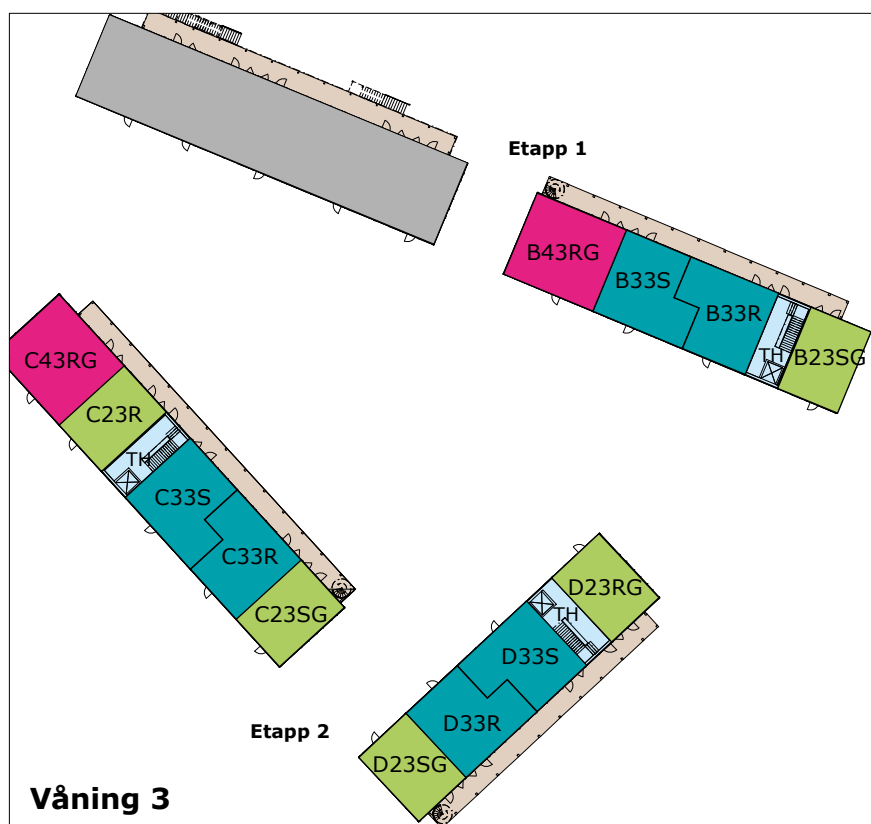 Etapp 1
B43RG
B33S
B33R
TH
B23SG
C43RG
C23R
TH
C33S
C33R
C23SG
D23RG
TH
D33S
D33R
D23SG
Etapp 2
Våning 3